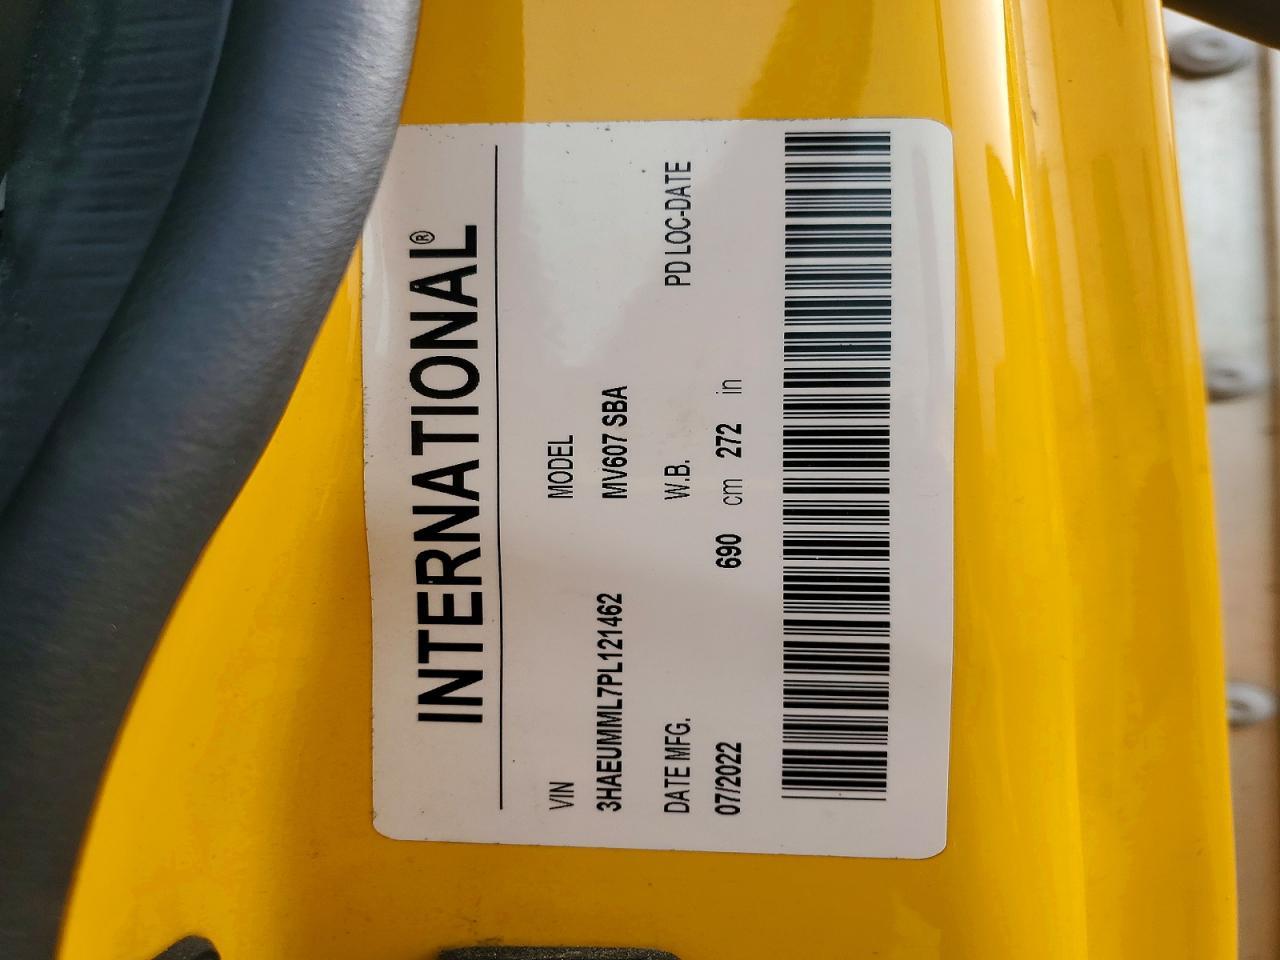 INTERNATIONAL®
VIN MODEL
3HAEUMML7PL121462 MV607 SBA
DATE MFG. W.B. PD LOC-DATE
07/2022 690 cm 272 in